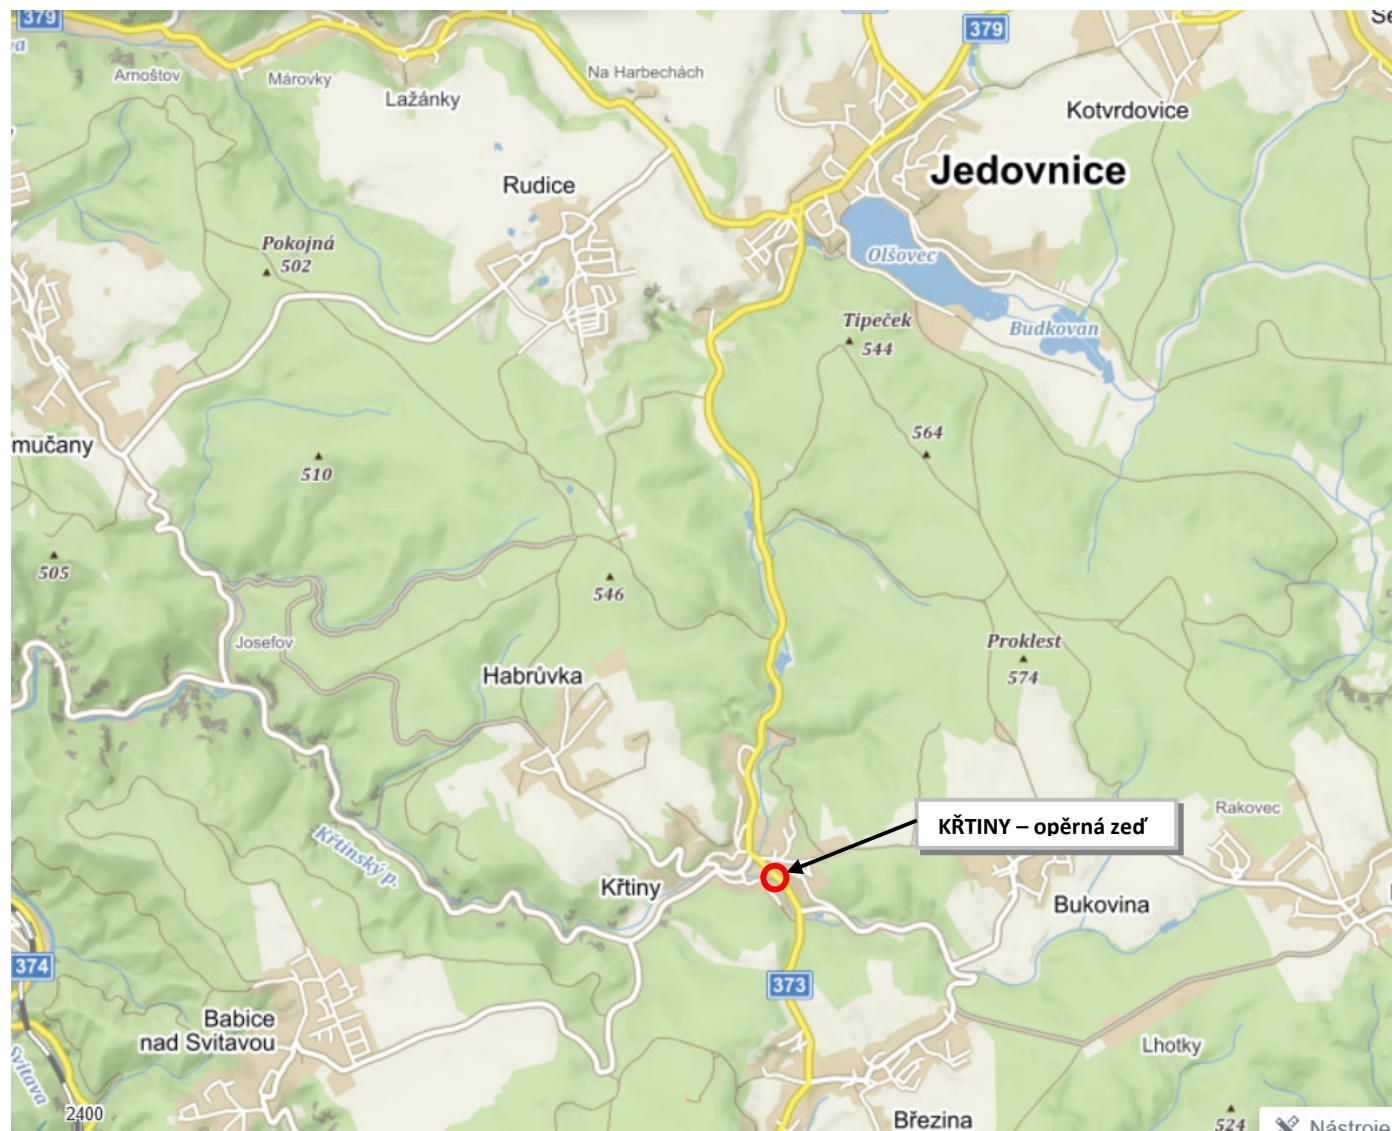 379
379
Se
Arnoštov
Márovky
Lažánky
Na Harbechách
Kotvrdovice
Jedovnice
Rudice
Pokojná
502
Olšovec
Tipeček
544
Budkovan
mučany
510
564
505
546
Josefov
Habrůvka
Proklest
574
Rakovec
KŘTINY – opěrná zeď
Křtinský p.
Křtiny
Bukovina
374
373
Babice
nad Svitavou
Lhotky
Svitava
2400
Březina
524
Nástroje